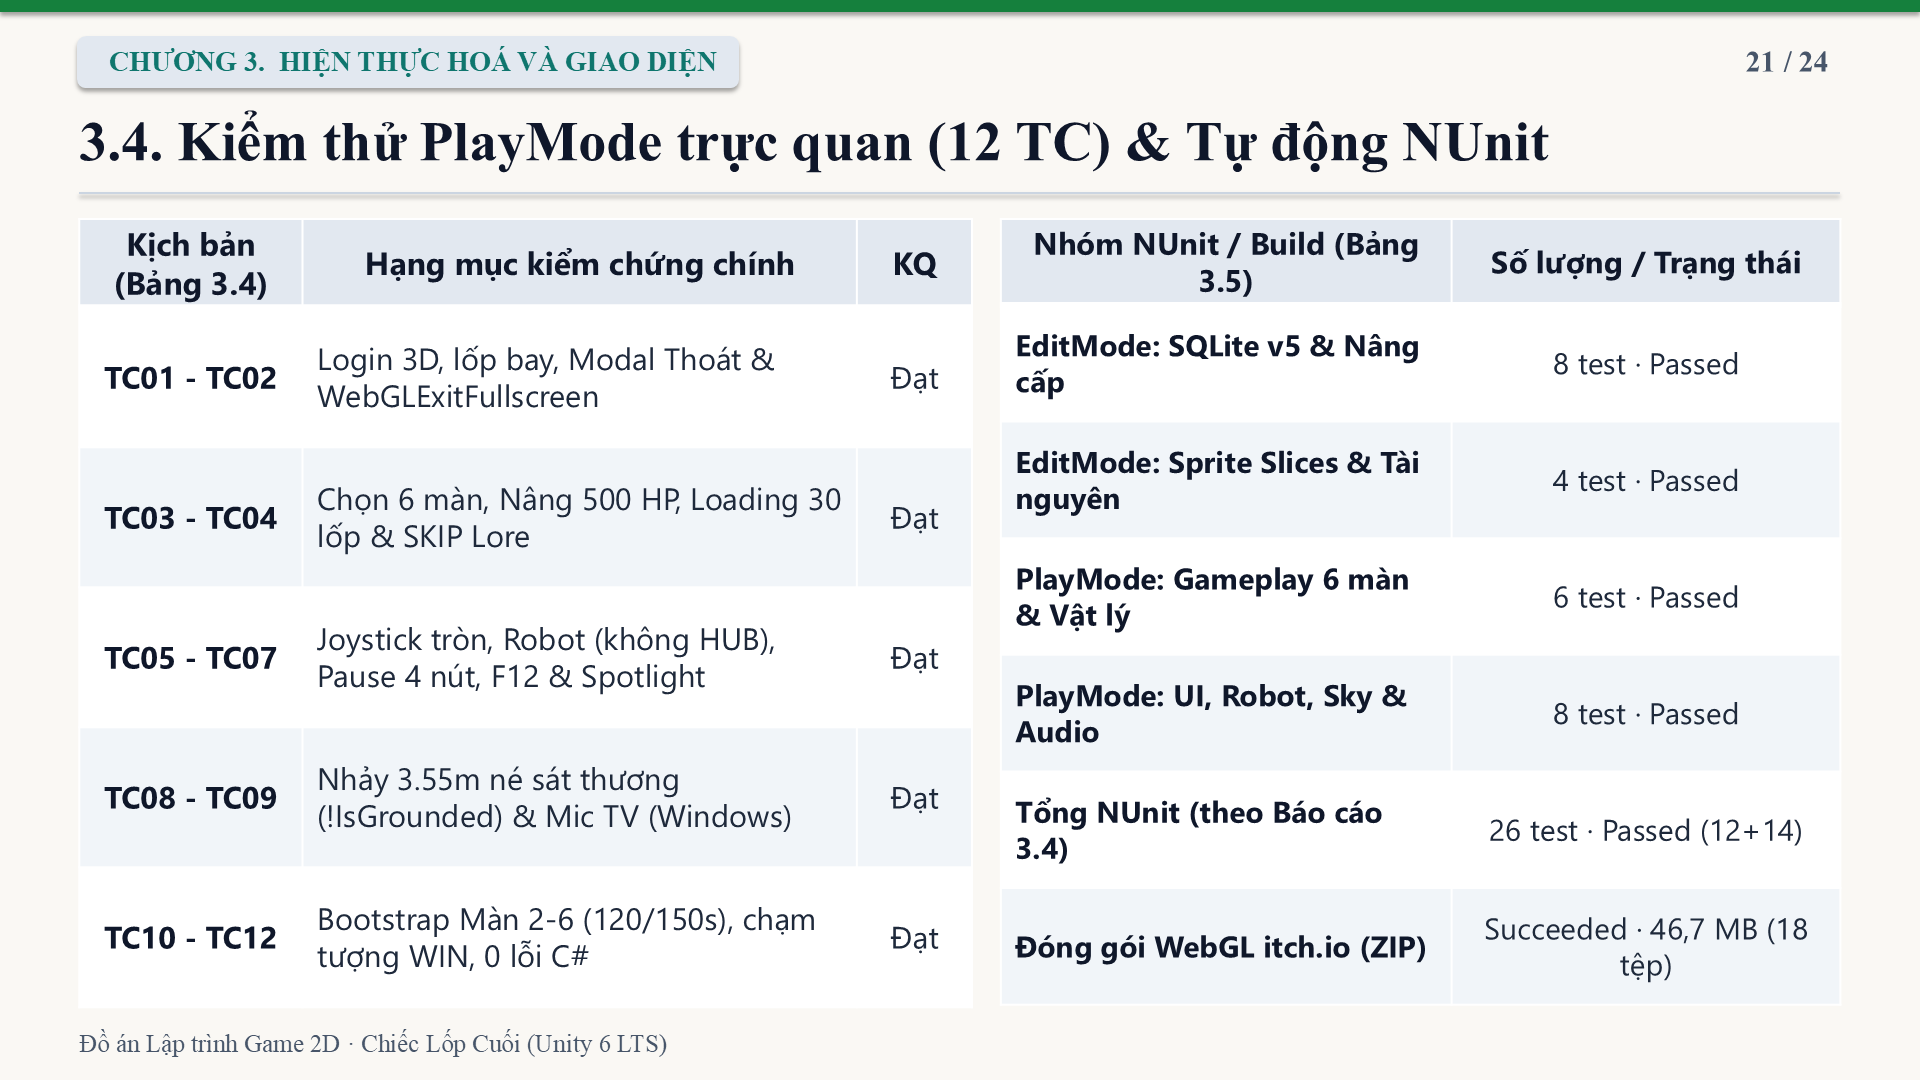 CHƯƠNG 3.  HIỆN THỰC HOÁ VÀ GIAO DIỆN
21 / 24
3.4. Kiểm thử PlayMode trực quan (12 TC) & Tự động NUnit
Kịch bản
(Bảng 3.4)
Hạng mục kiểm chứng chính
KQ
TC01 - TC02
Login 3D, lốp bay, Modal Thoát &
WebGLExitFullscreen
Đạt
TC03 - TC04
Chọn 6 màn, Nâng 500 HP, Loading 30
lốp & SKIP Lore
Đạt
TC05 - TC07
Joystick tròn, Robot (không HUB),
Pause 4 nút, F12 & Spotlight
Đạt
TC08 - TC09
Nhảy 3.55m né sát thương
(!IsGrounded) & Mic TV (Windows)
Đạt
TC10 - TC12
Bootstrap Màn 2-6 (120/150s), chạm
tượng WIN, 0 lỗi C#
Đạt
Nhóm NUnit / Build (Bảng
3.5)
Số lượng / Trạng thái
EditMode: SQLite v5 & Nâng
cấp
8 test · Passed
EditMode: Sprite Slices & Tài
nguyên
4 test · Passed
PlayMode: Gameplay 6 màn
& Vật lý
6 test · Passed
PlayMode: UI, Robot, Sky &
Audio
8 test · Passed
Tổng NUnit (theo Báo cáo
3.4)
26 test · Passed (12+14)
Đóng gói WebGL itch.io (ZIP)
Succeeded · 46,7 MB (18
tệp)
Đồ án Lập trình Game 2D · Chiếc Lốp Cuối (Unity 6 LTS)